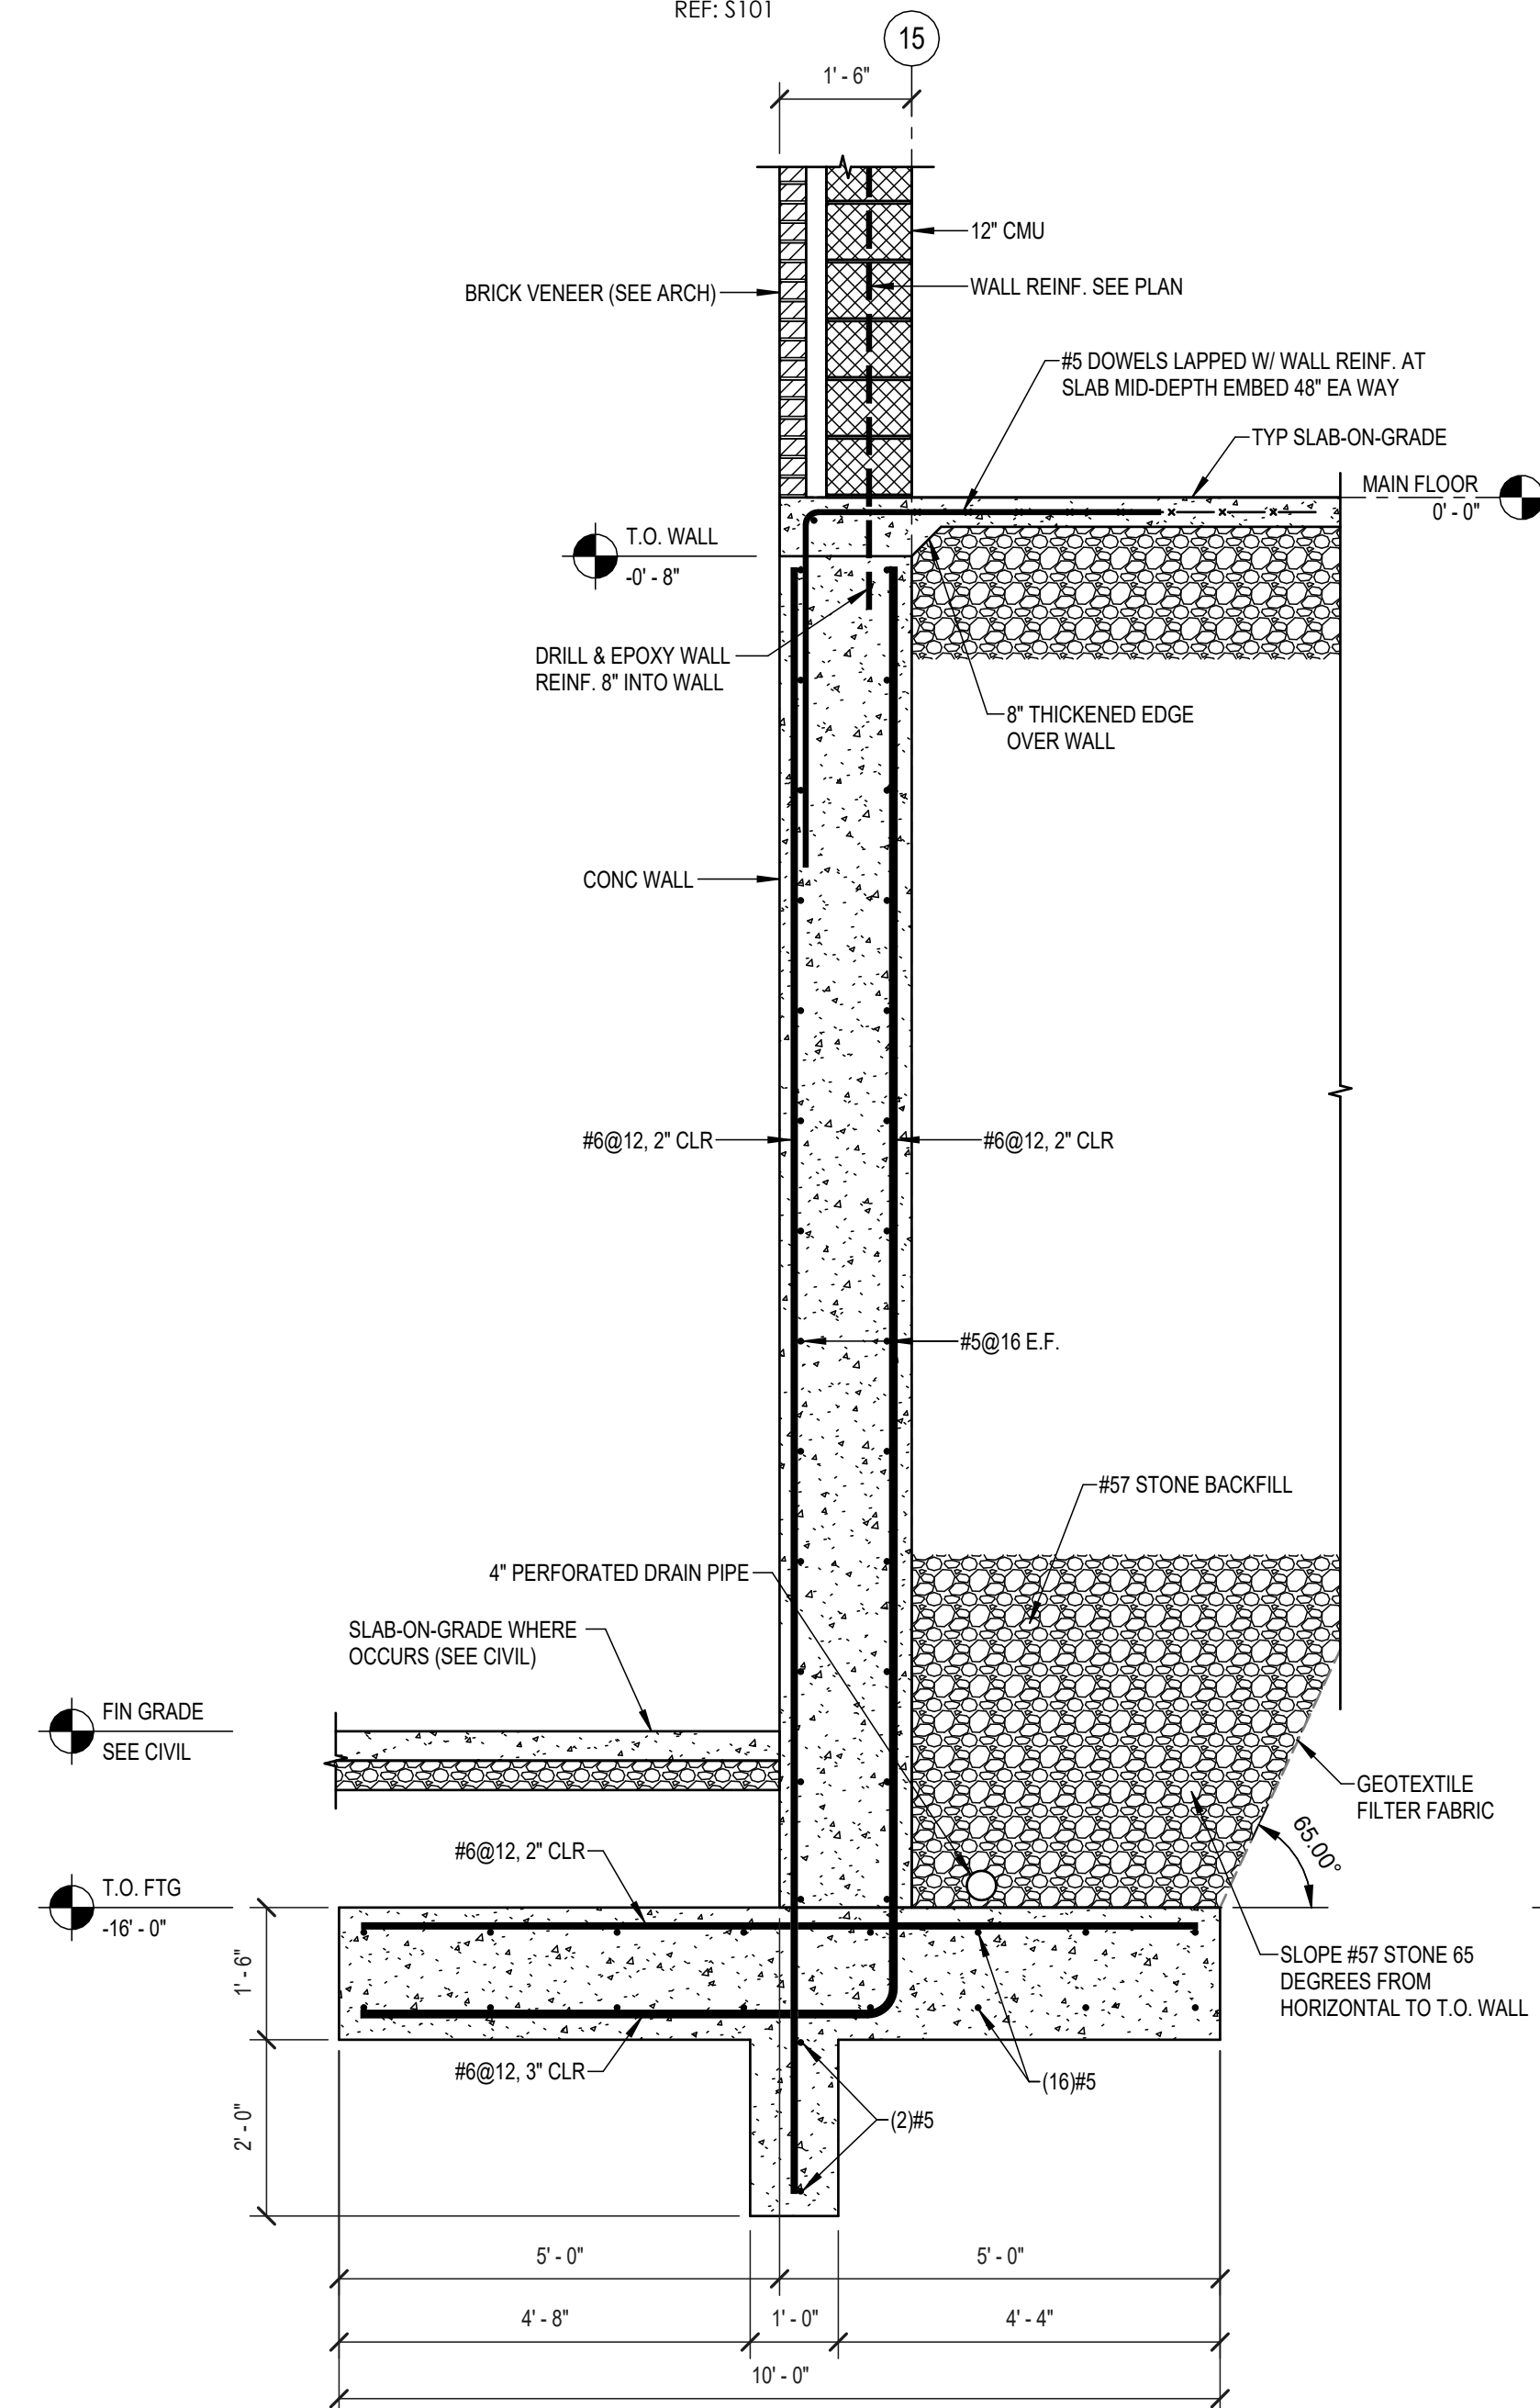 REF: S101
15
1' - 6"
12" CMU
WALL REINF. SEE PLAN
BRICK VENEER (SEE ARCH)
#5 DOWELS LAPPED W/ WALL REINF. AT
SLAB MID-DEPTH EMBED 48" EA WAY
TYP SLAB-ON-GRADE
MAIN FLOOR
0' - 0"
T.O. WALL
-0' - 8"
DRILL & EPOXY WALL
REINF. 8" INTO WALL
8" THICKENED EDGE
OVER WALL
CONC WALL
#6@12, 2" CLR
#6@12, 2" CLR
#5@16 E.F.
#57 STONE BACKFILL
4" PERFORATED DRAIN PIPE
SLAB-ON-GRADE WHERE
OCCURS (SEE CIVIL)
FIN GRADE
SEE CIVIL
GEOTEXTILE
FILTER FABRIC
65.00°
#6@12, 2" CLR
T.O. FTG
-16' - 0"
SLOPE #57 STONE 65
DEGREES FROM
HORIZONTAL TO T.O. WALL
1' - 6"
#6@12, 3" CLR
(16)#5
(2)#5
2' - 0"
5' - 0"
5' - 0"
4' - 8"
1' - 0"
4' - 4"
10' - 0"